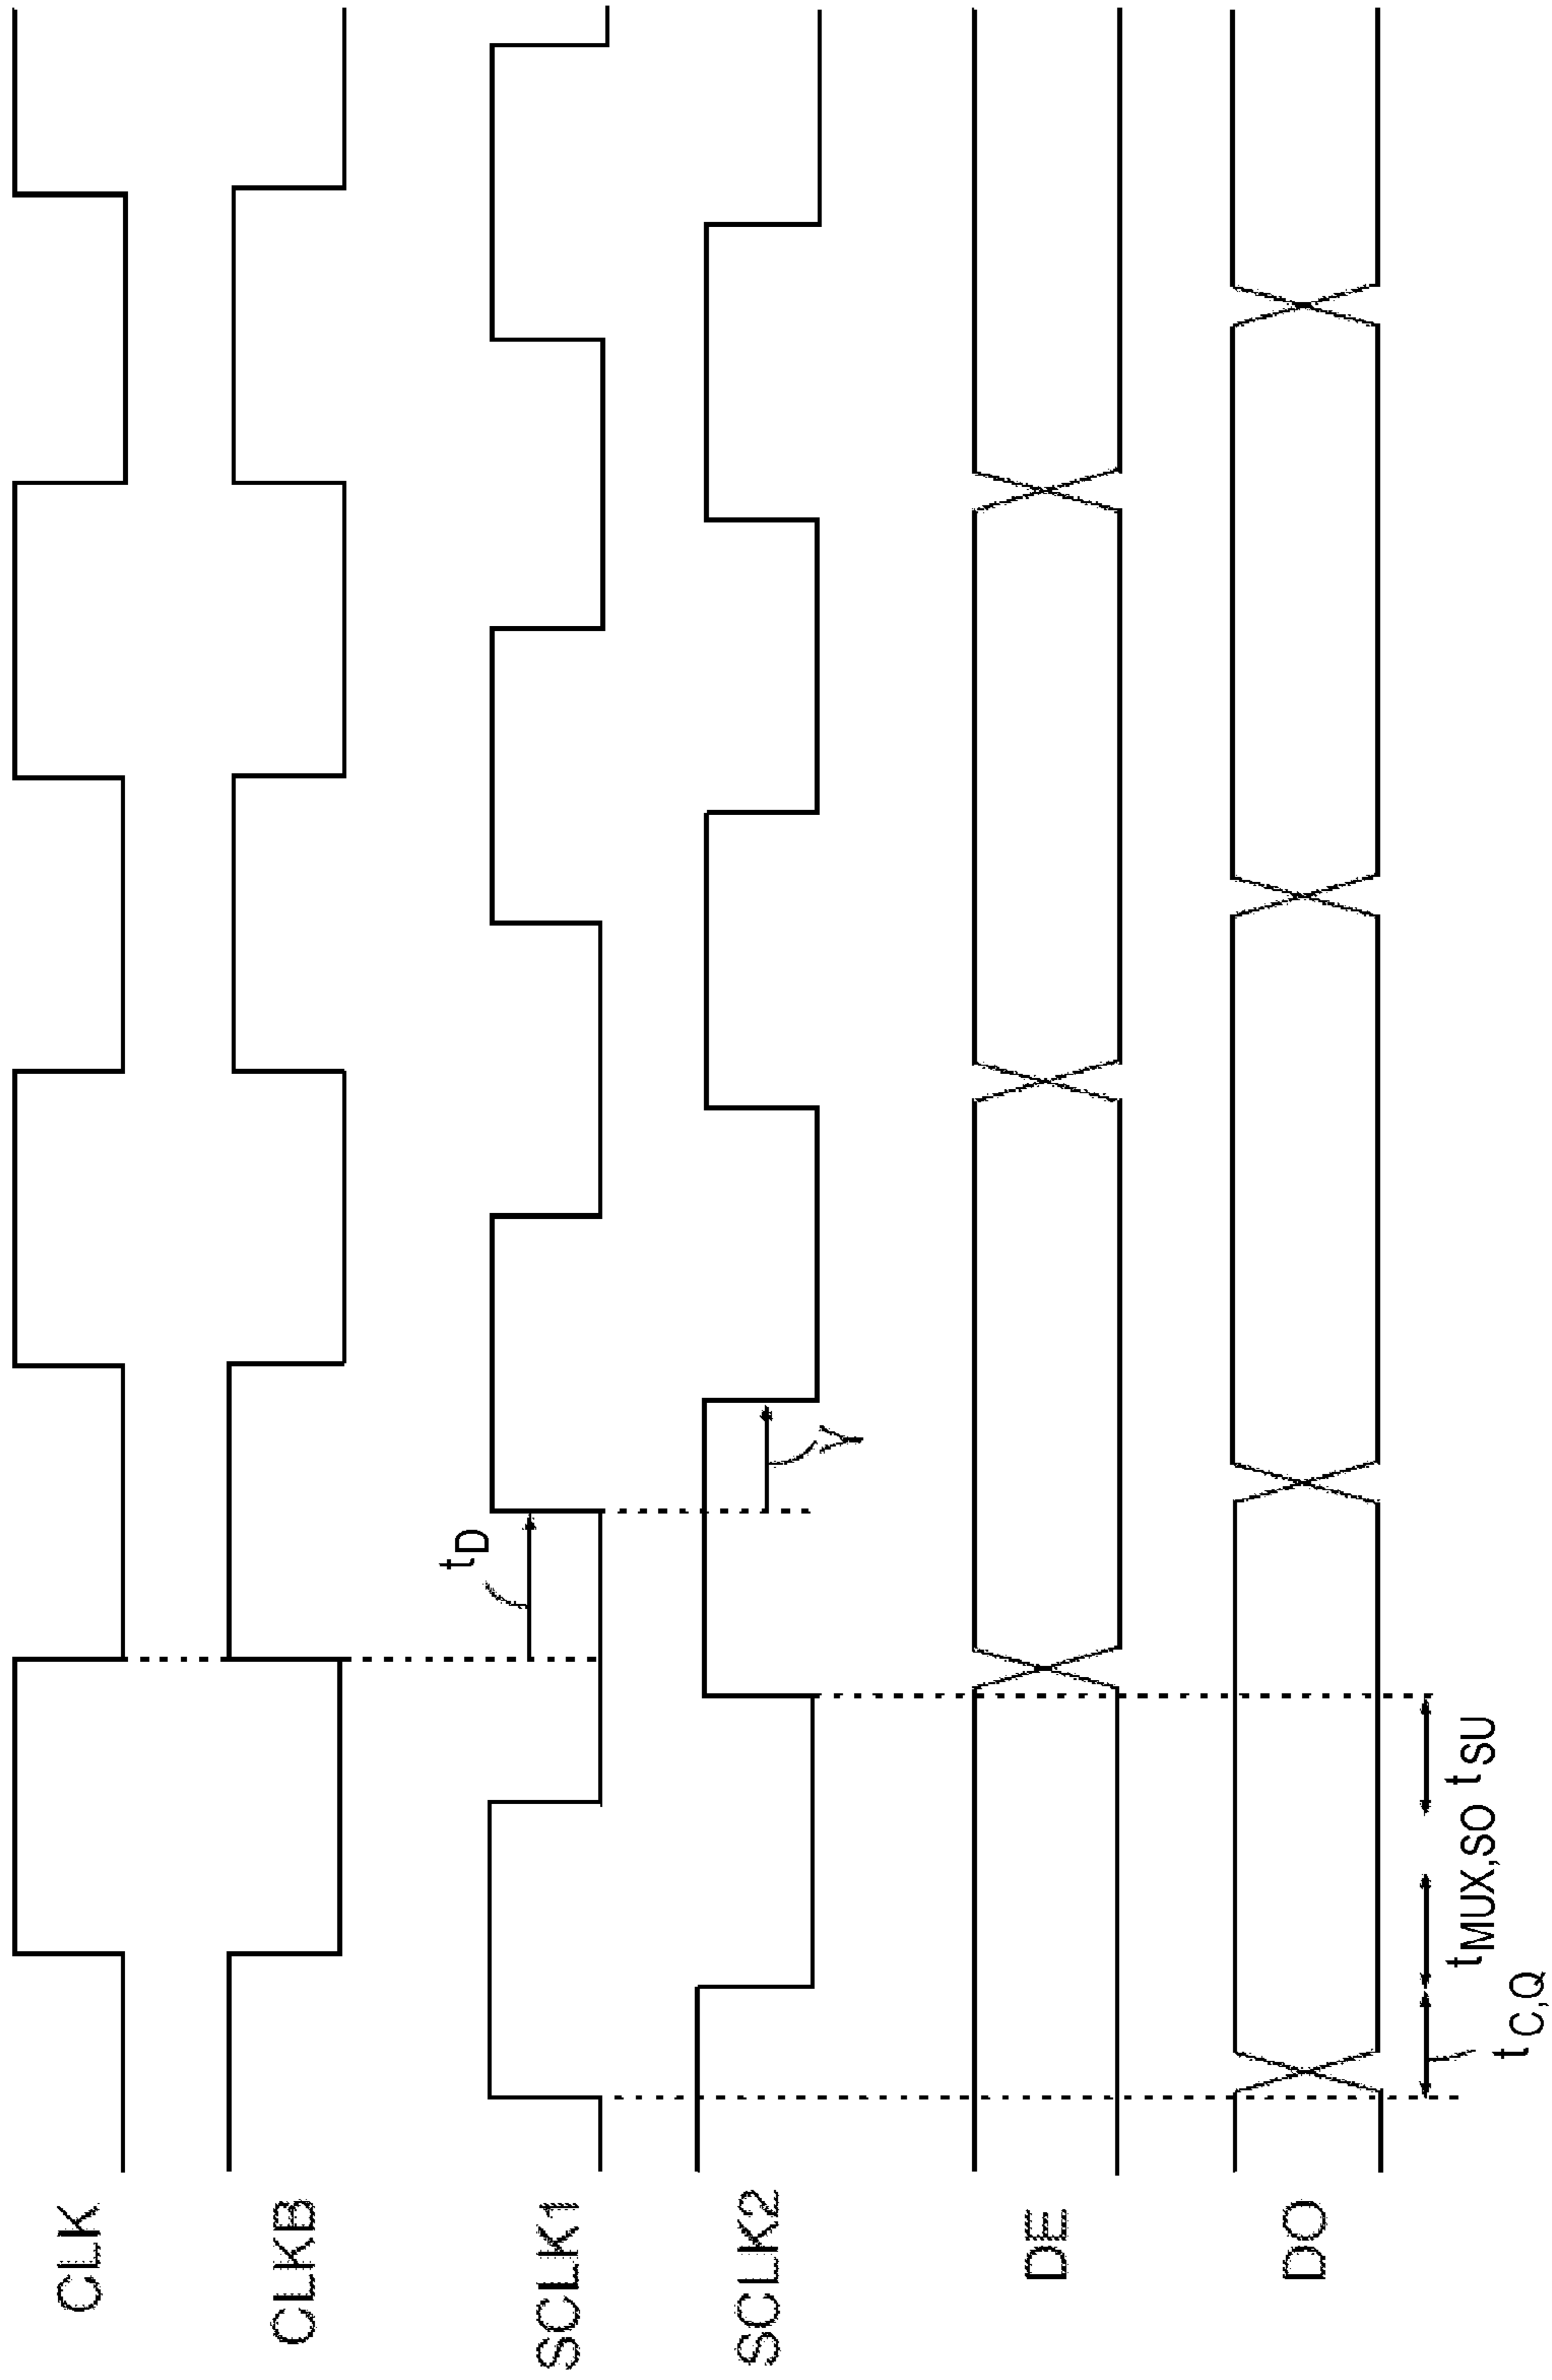 CLK
CLKB
tD
SCLK1
Y
SCLK2
DE
DO
tC,Q
tMUX,SO
tSU